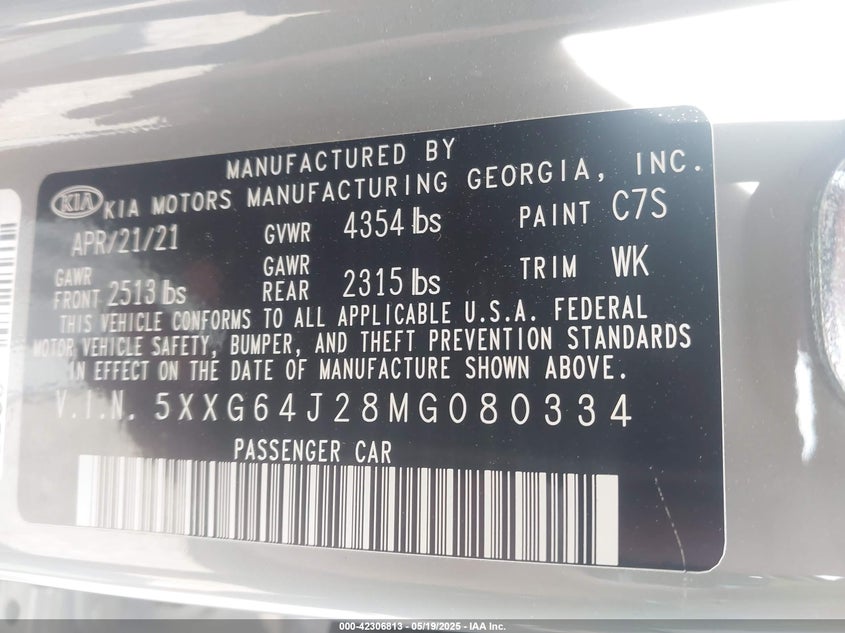 MANUFACTURED BY
KIA KIA MOTORS MANUFACTURING GEORGIA, INC.
APR/21/21 GVWR 4354 lbs PAINT C7S
GAWR FRONT 2513 lbs GAWR REAR 2315 lbs TRIM WK
THIS VEHICLE CONFORMS TO ALL APPLICABLE U.S.A. FEDERAL
MOTOR VEHICLE SAFETY, BUMPER, AND THEFT PREVENTION STANDARDS
IN EFFECT ON THE DATE OF MANUFACTURE SHOWN ABOVE.
V.I.N. 5XXG64J28MG080334
PASSENGER CAR
000-42306813 - 05/19/2025 - IAA Inc.